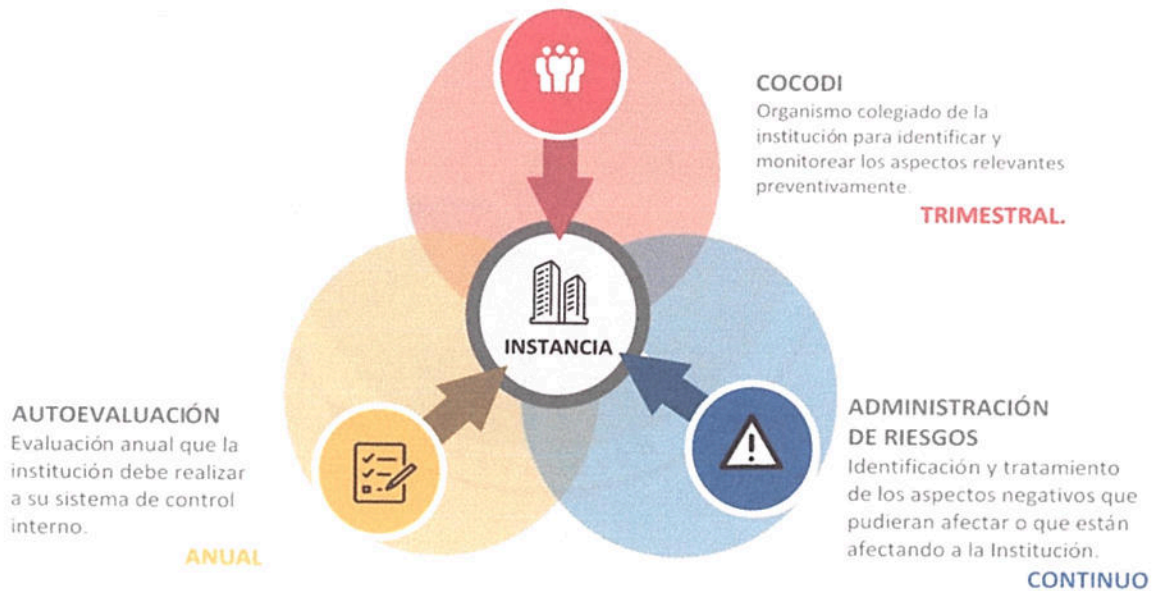 COCODI
Organismo colegiado de la
institución para identificar y
monitorear los aspectos relevantes
preventivamente.
TRIMESTRAL.
INSTANCIA
AUTOEVALUACIÓN
Evaluación anual que la
institución debe realizar
a su sistema de control
interno.
ANUAL
ADMINISTRACIÓN
DE RIESGOS
Identificación y tratamiento
de los aspectos negativos que
pudieran afectar o que están
afectando a la Institución.
CONTINUO